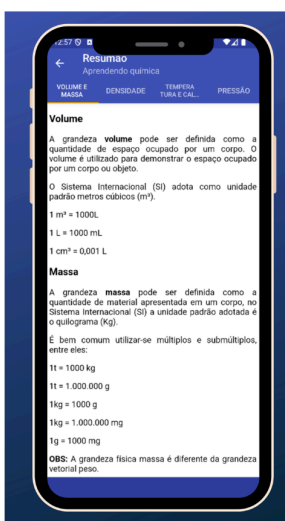 12:57
Resumão
Aprendendo química
VOLUME E
MASSA
DENSIDADE
TEMPERA
TURA E CAL...
PRESSÃO
Volume
A grandeza volume pode ser definida como a
quantidade de espaço ocupado por um corpo. O
volume é utilizado para demonstrar o espaço ocupado
por um corpo ou objeto.
O Sistema Internacional (SI) adota como unidade
padrão metros cúbicos (m³).
1 m³ = 1000L
1 L = 1000 mL
1 cm³ = 0,001 L
Massa
A grandeza massa pode ser definida como a
quantidade de material apresentada em um corpo, no
Sistema Internacional (SI) a unidade padrão adotada é
o quilograma (Kg).
É bem comum utilizar-se múltiplos e submúltiplos,
entre eles:
1t = 1000 kg
1t = 1.000.000 g
1kg = 1000 g
1kg = 1.000.000 mg
1g = 1000 mg
OBS: A grandeza física massa é diferente da grandeza
vetorial peso.